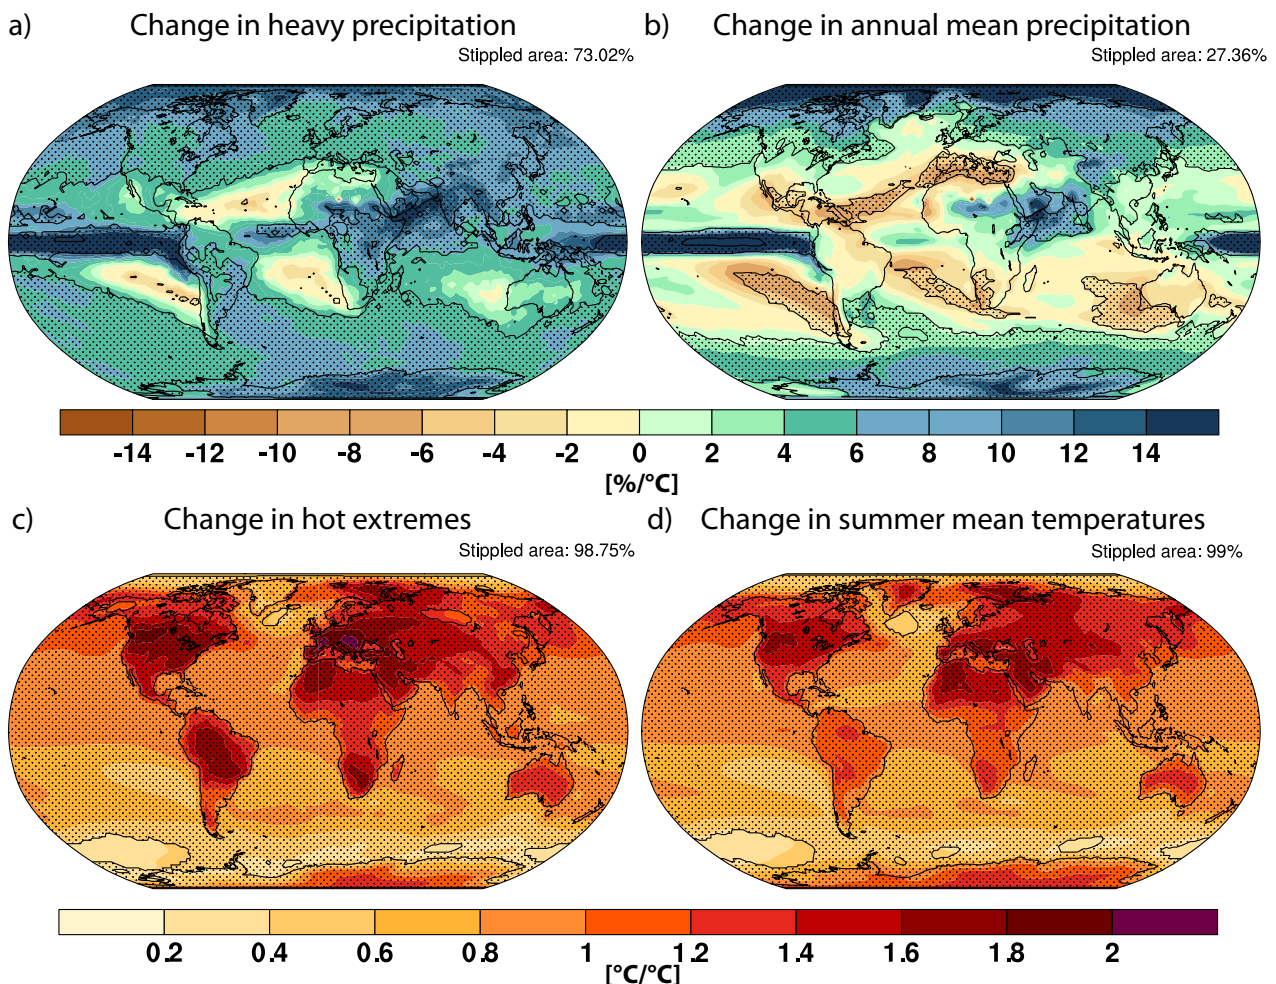 a) Change in heavy precipitation
Stippled area: 73.02%
b) Change in annual mean precipitation
Stippled area: 27.36%
-14 -12 -10 -8 -6 -4 -2 0 2 4 6 8 10 12 14
[%/°C]
c) Change in hot extremes
Stippled area: 98.75%
d) Change in summer mean temperatures
Stippled area: 99%
0.2 0.4 0.6 0.8 1 1.2 1.4 1.6 1.8 2
[°C/°C]